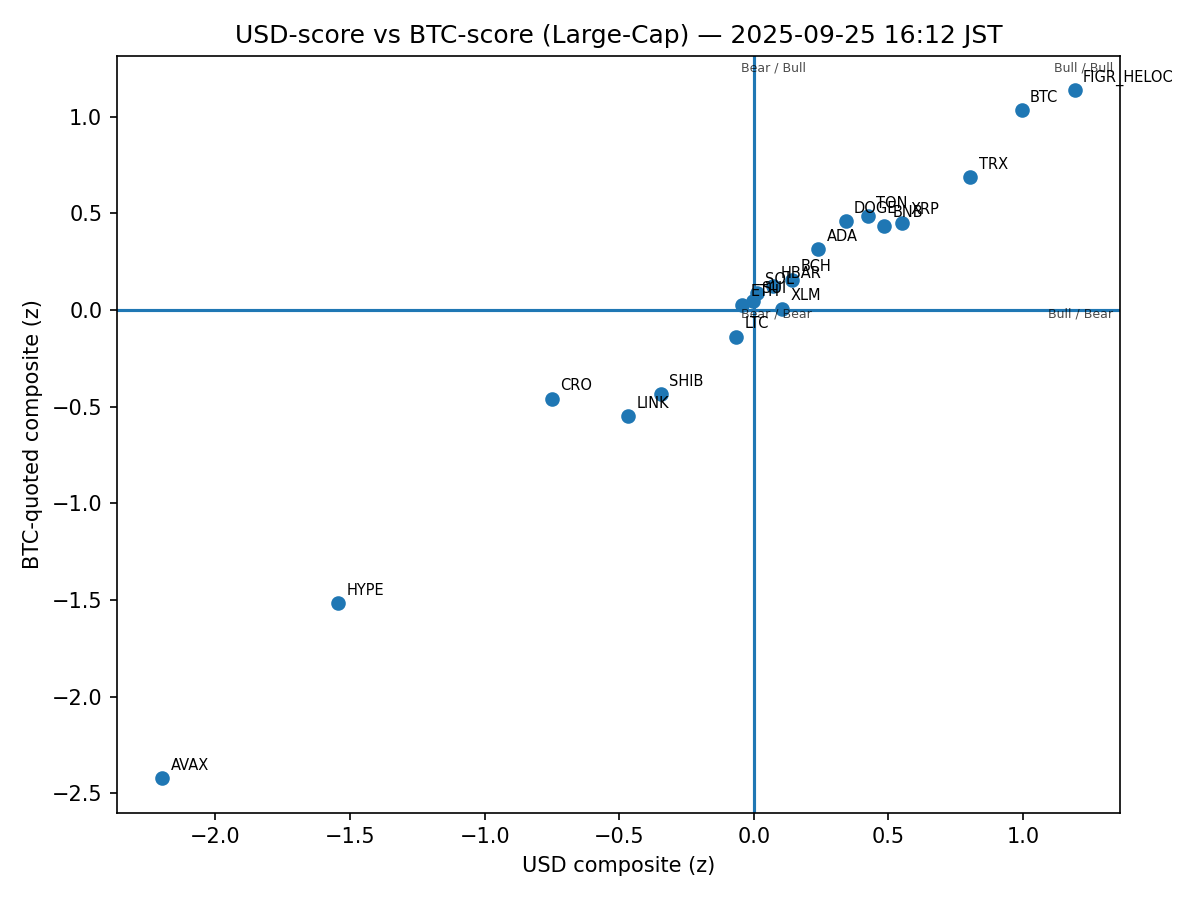 USD-score vs BTC-score (Large-Cap) — 2025-09-25 16:12 JST
Bear / Bull
Bull / Bull
FIGR_HELOC
BTC
TRX
TON
DOGE
BNB
XRP
ADA
BCH
HBAR
SOL
SUI
ETH
XLM
Bear / Bear
Bull / Bear
LTC
CRO
SHIB
LINK
HYPE
AVAX
1.0
0.5
0.0
−0.5
−1.0
−1.5
−2.0
−2.5
BTC-quoted composite (z)
−2.0
−1.5
−1.0
−0.5
0.0
0.5
1.0
USD composite (z)